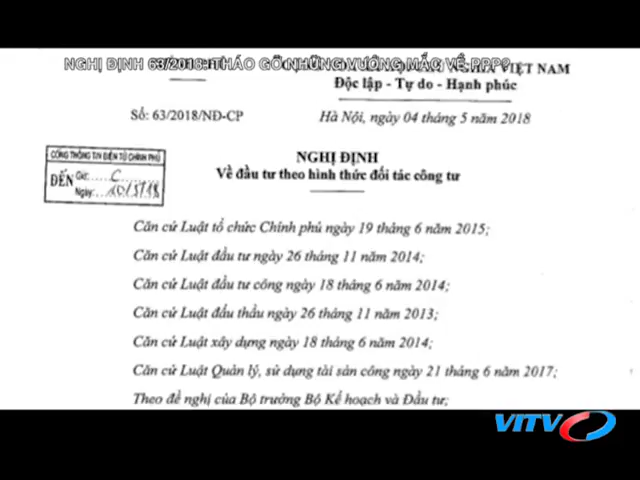 NGHỊ ĐỊNH 63/2018: THÁO GỠ NHỮNG VƯỚNG MẮC VỀ PPP?
VIỆT NAM
Độc lập - Tự do - Hạnh phúc
Số: 63/2018/NĐ-CP
Hà Nội, ngày 04 tháng 5 năm 2018
CỔNG THÔNG TIN ĐIỆN TỬ CHÍNH PHỦ
ĐẾN Giờ: C
Ngày: 10/5/18
NGHỊ ĐỊNH
Về đầu tư theo hình thức đối tác công tư
Căn cứ Luật tổ chức Chính phủ ngày 19 tháng 6 năm 2015;
Căn cứ Luật đầu tư ngày 26 tháng 11 năm 2014;
Căn cứ Luật đầu tư công ngày 18 tháng 6 năm 2014;
Căn cứ Luật đấu thầu ngày 26 tháng 11 năm 2013;
Căn cứ Luật xây dựng ngày 18 tháng 6 năm 2014;
Căn cứ Luật Quản lý, sử dụng tài sản công ngày 21 tháng 6 năm 2017;
Theo đề nghị của Bộ trưởng Bộ Kế hoạch và Đầu tư;
VITV